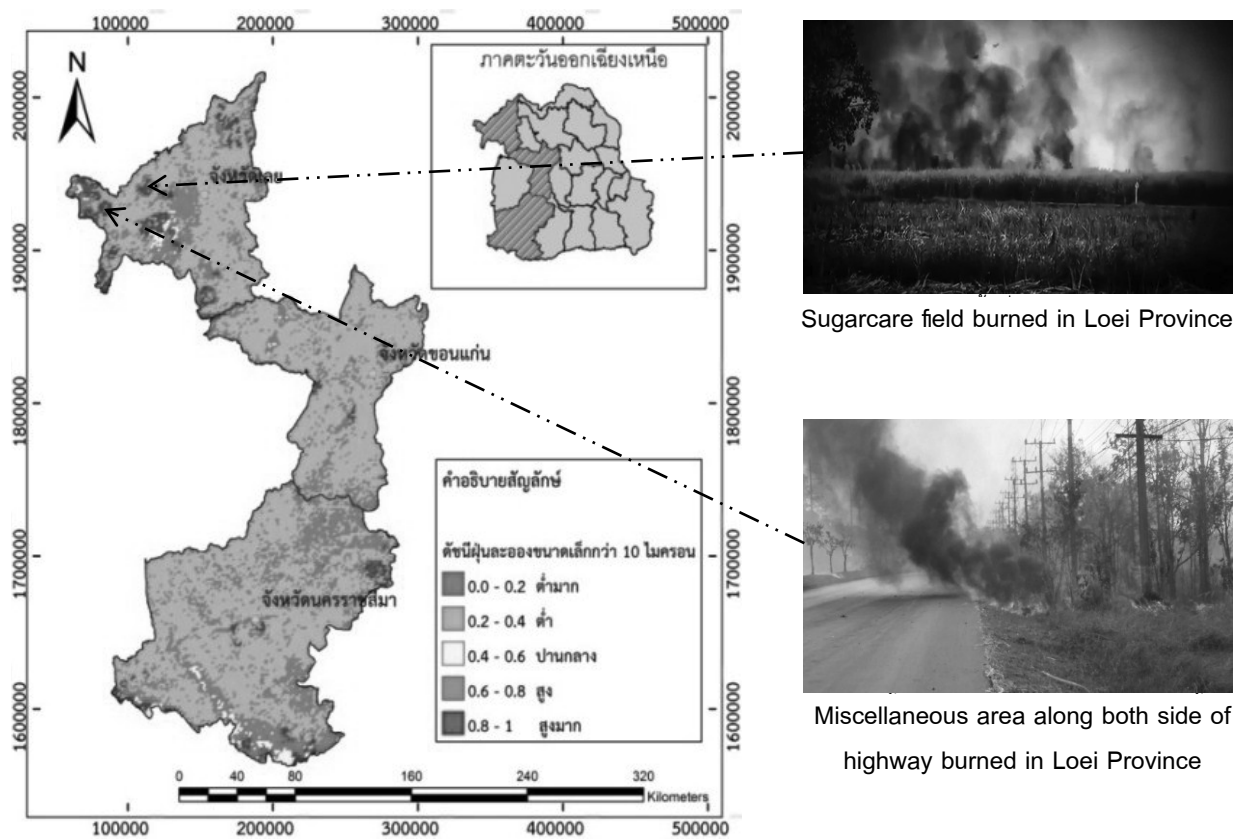 100000 200000 300000 400000 500000
N
ภาคตะวันออกเฉียงเหนือ
2000000
1900000
1800000
1700000
1600000
2000000
1900000
1800000
1700000
1600000
จังหวัดเลย
จังหวัดขอนแก่น
จังหวัดนครราชสีมา
คำอธิบายสัญลักษณ์
ดัชนีฝุ่นละอองขนาดเล็กกว่า 10 ไมครอน
0.0 - 0.2 ต่ำมาก
0.2 - 0.4 ต่ำ
0.4 - 0.6 ปานกลาง
0.6 - 0.8 สูง
0.8 - 1 สูงมาก
0 40 80 160 240 320
Kilometers
100000 200000 300000 400000 500000
Sugarcare field burned in Loei Province
Miscellaneous area along both side of
highway burned in Loei Province